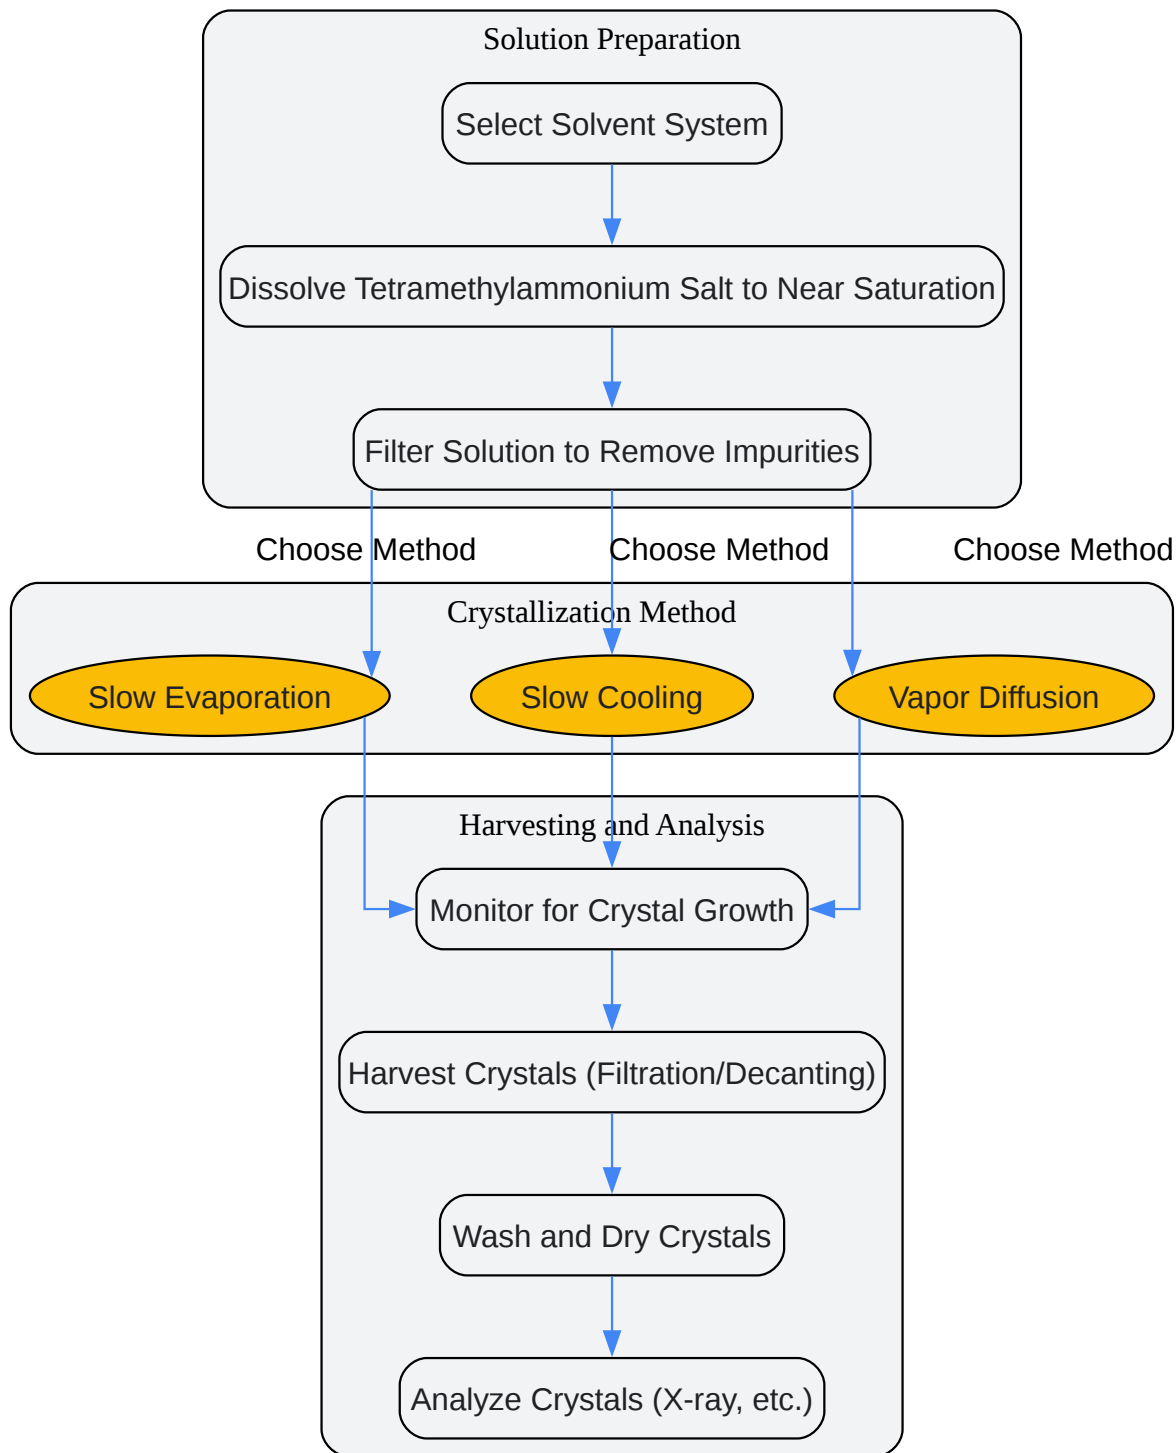 Solution Preparation
Select Solvent System
Dissolve Tetramethylammonium Salt to Near Saturation
Filter Solution to Remove Impurities
Choose Method
Choose Method
Choose Method
Crystallization Method
Slow Evaporation
Slow Cooling
Vapor Diffusion
Harvesting and Analysis
Monitor for Crystal Growth
Harvest Crystals (Filtration/Decanting)
Wash and Dry Crystals
Analyze Crystals (X-ray, etc.)